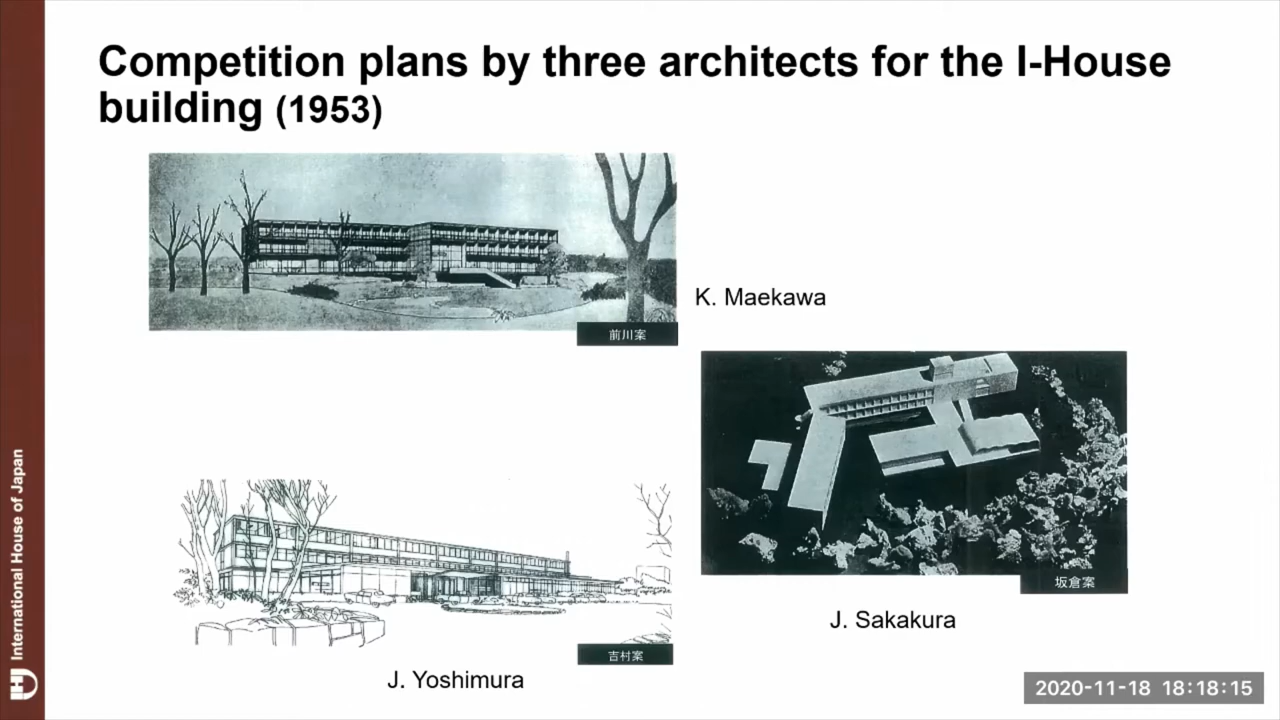 Competition plans by three architects for the I-House
building (1953)
前川案
K. Maekawa
坂倉案
J. Sakakura
吉村案
J. Yoshimura
International House of Japan
2020-11-18 18:18:15